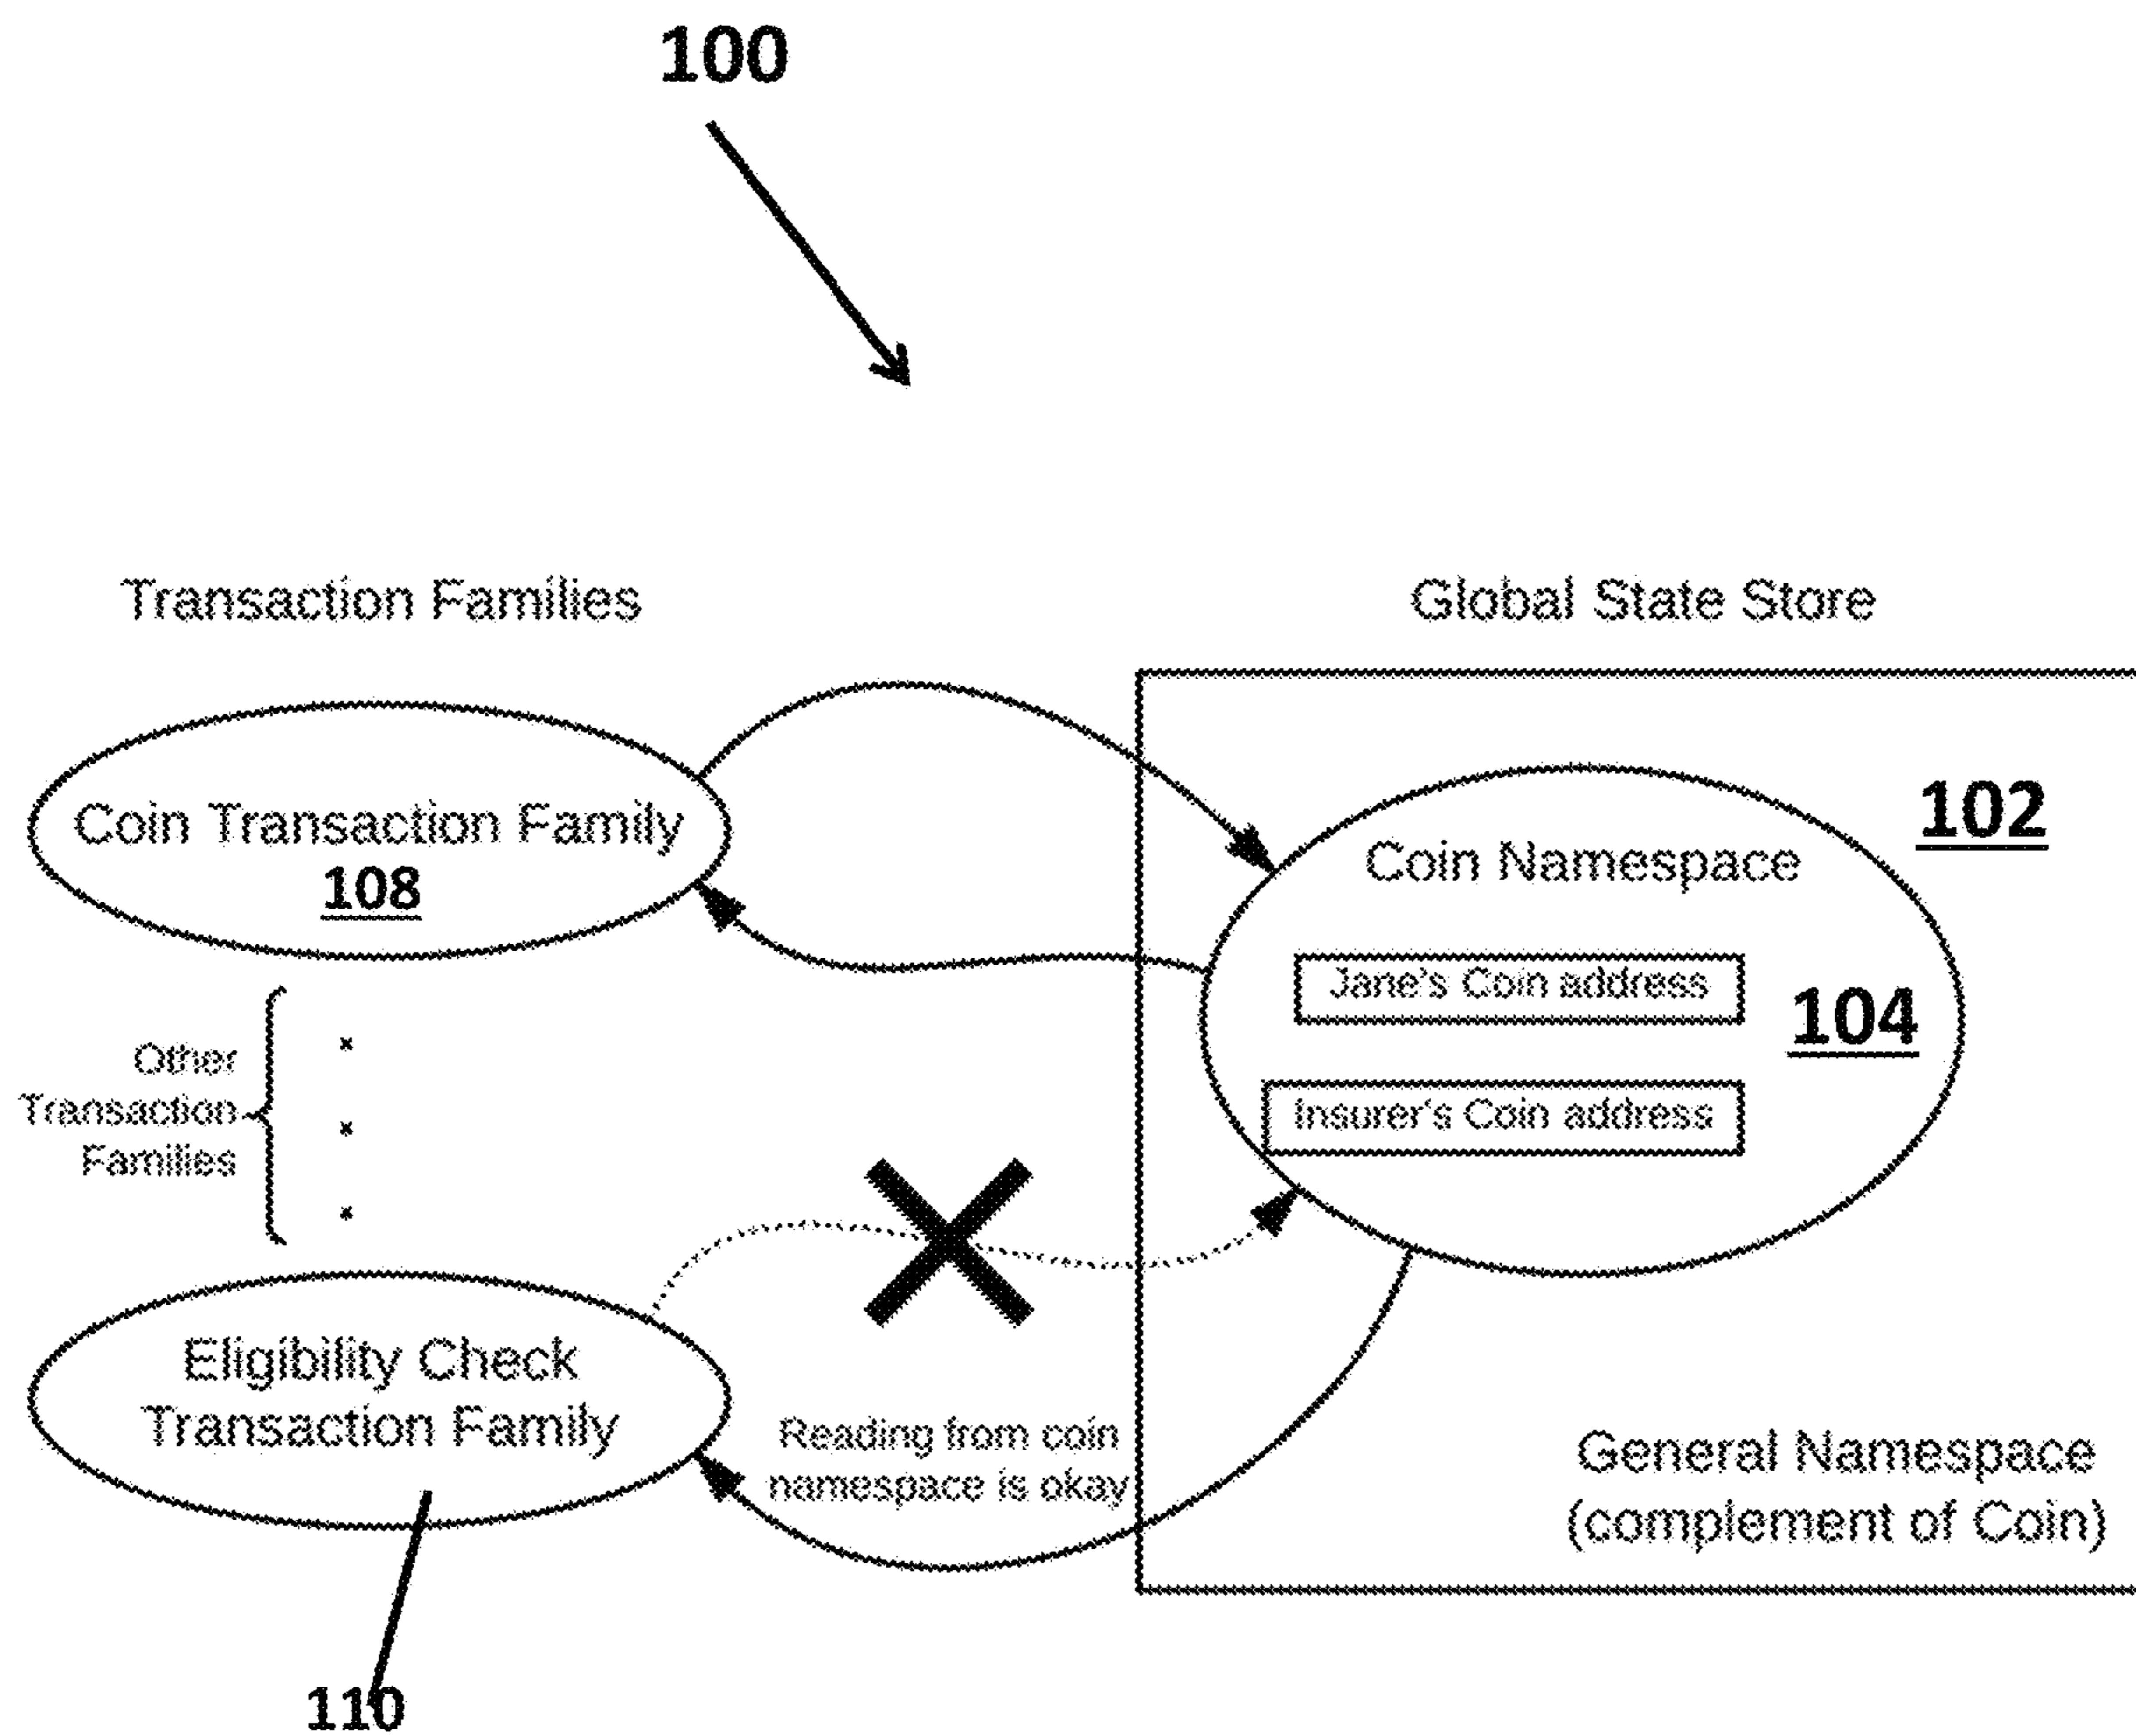 100
Transaction Families
Global State Store
Coin Transaction Family
108
102
Coin Namespace
Jane's Coin address
104
Insurer's Coin address
Other
Transaction
Families
Eligibility Check
Transaction Family
Reading from coin
namespace is okay
General Namespace
(complement of Coin)
110